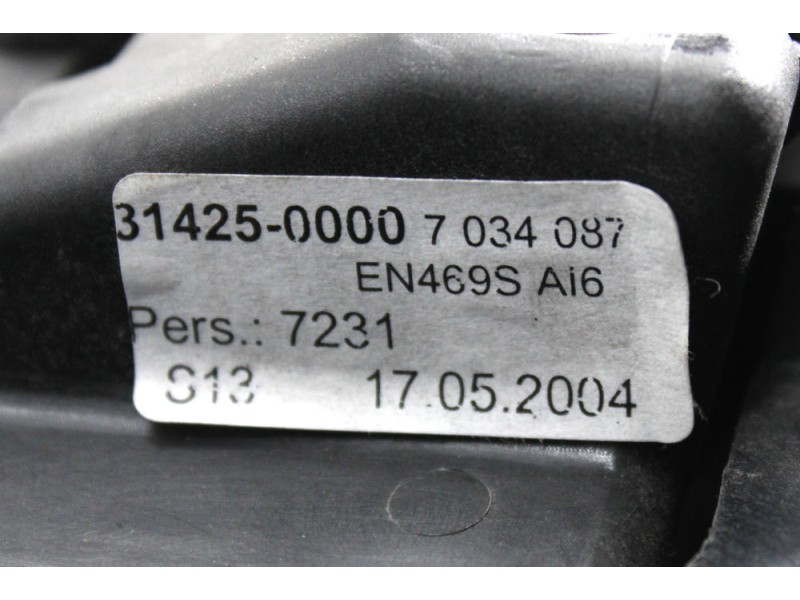 31425-0000 7 034 087
EN469S Ai6
Pers.: 7231
S13 17.05.2004